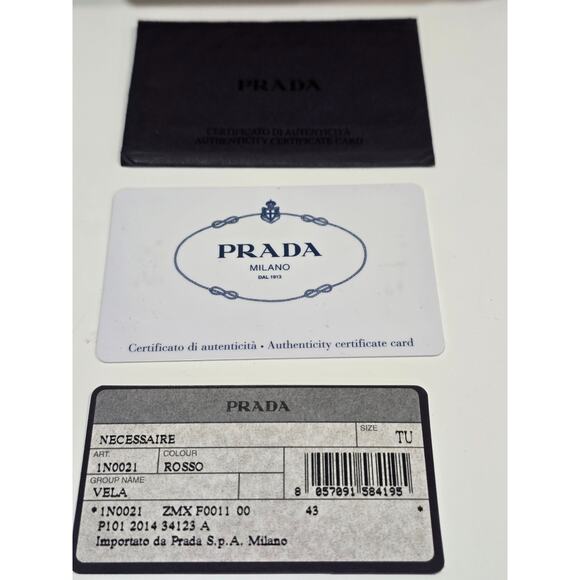 PRADA
CERTIFICATO DI AUTENTICITÀ
AUTHENTICITY CERTIFICATE CARD
PRADA
MILANO
DAL 1913
Certificato di autenticità • Authenticity certificate card
PRADA
NECESSAIRE SIZE TU
ART. COLOUR
1N0021 ROSSO
GROUP NAME
VELA
8 057091 584195
*1N0021 ZMX F0011 00 43 *
P101 2014 34123 A
Importato da Prada S.p.A. Milano